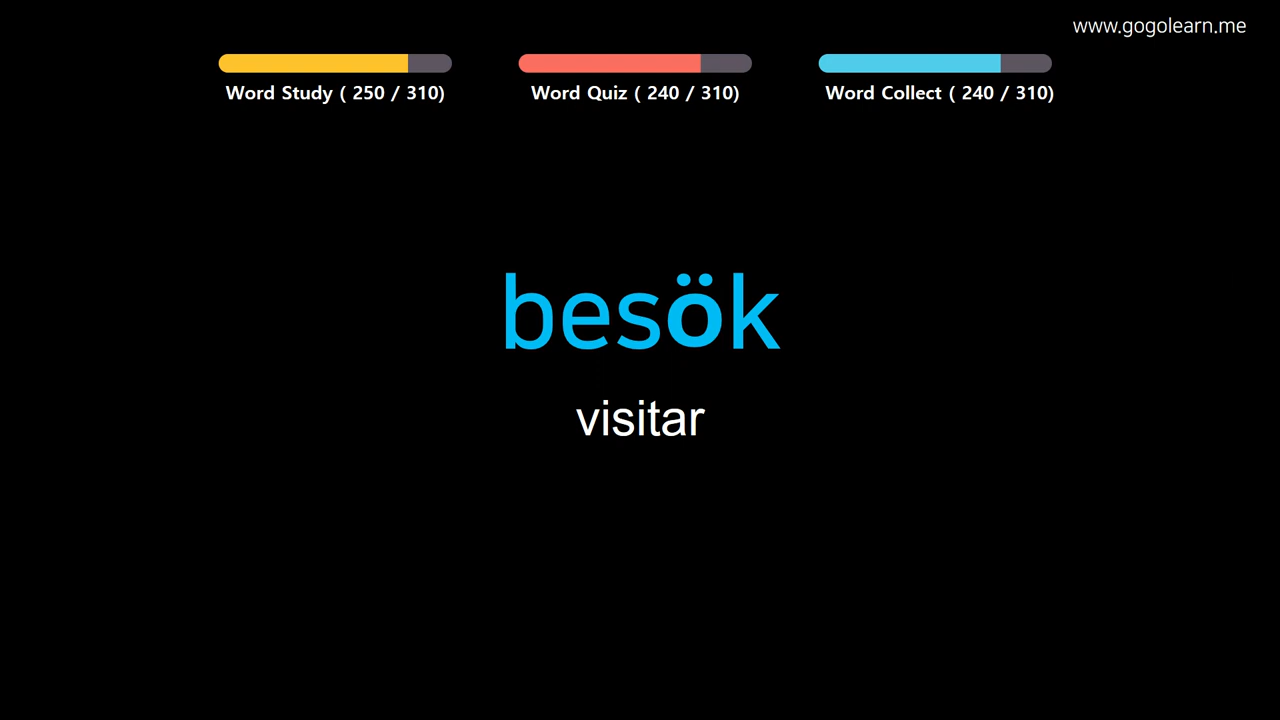 www.gogolearn.me
Word Study ( 250 / 310)
Word Quiz ( 240 / 310)
Word Collect ( 240 / 310)
besök
visitar